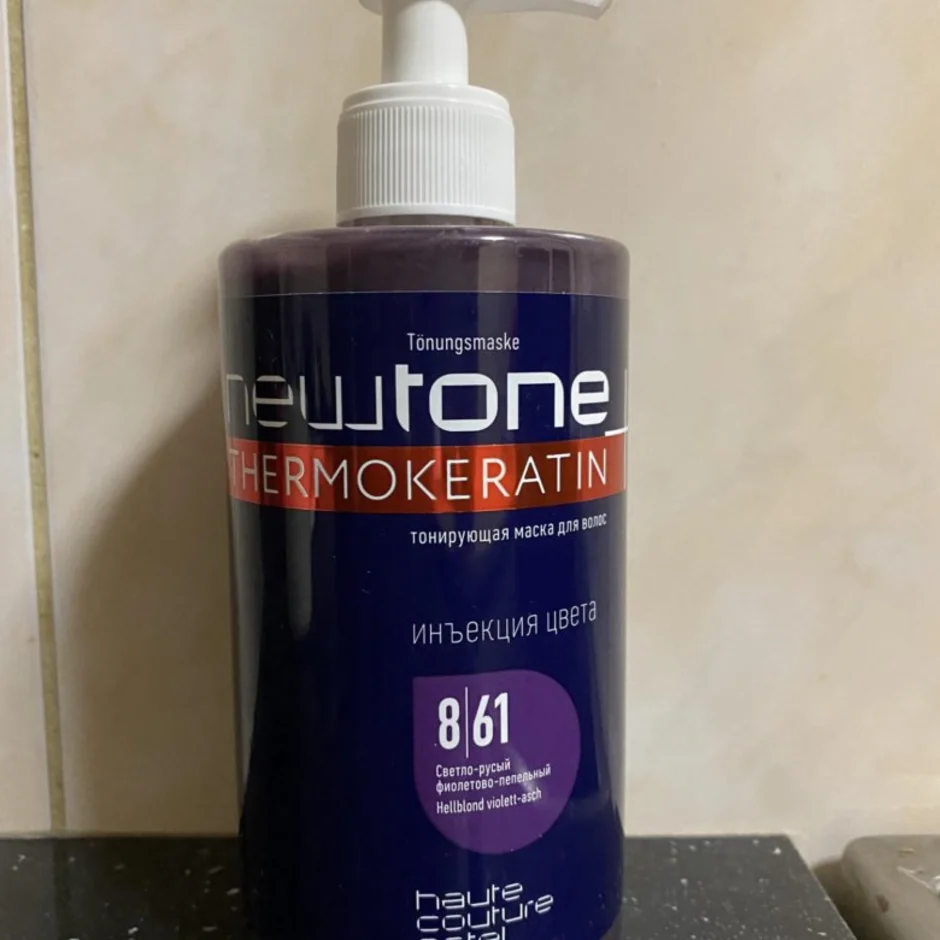 Tönungsmaske
newtone
THERMOKERATIN
тонирующая маска для волос
инъекция цвета
8|61
Светло-русый
фиолетово-пепельный
Hellblond violett-asch
haute
couture
estel